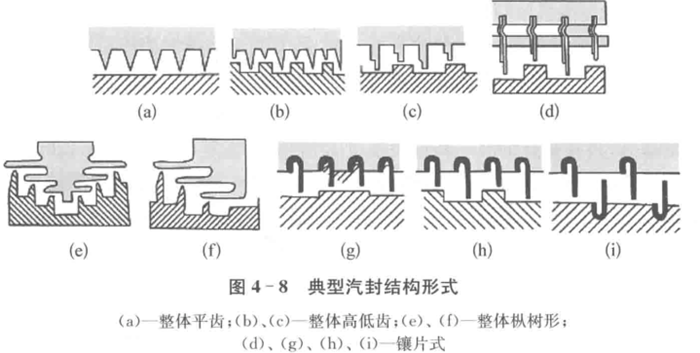 (a) (b) (c) (d)
(e) (f) (g) (h) (i)
图 4-8 典型汽封结构形式
(a)—整体平齿;(b)、(c)—整体高低齿;(e)、(f)—整体枞树形;
(d)、(g)、(h)、(i)—镶片式